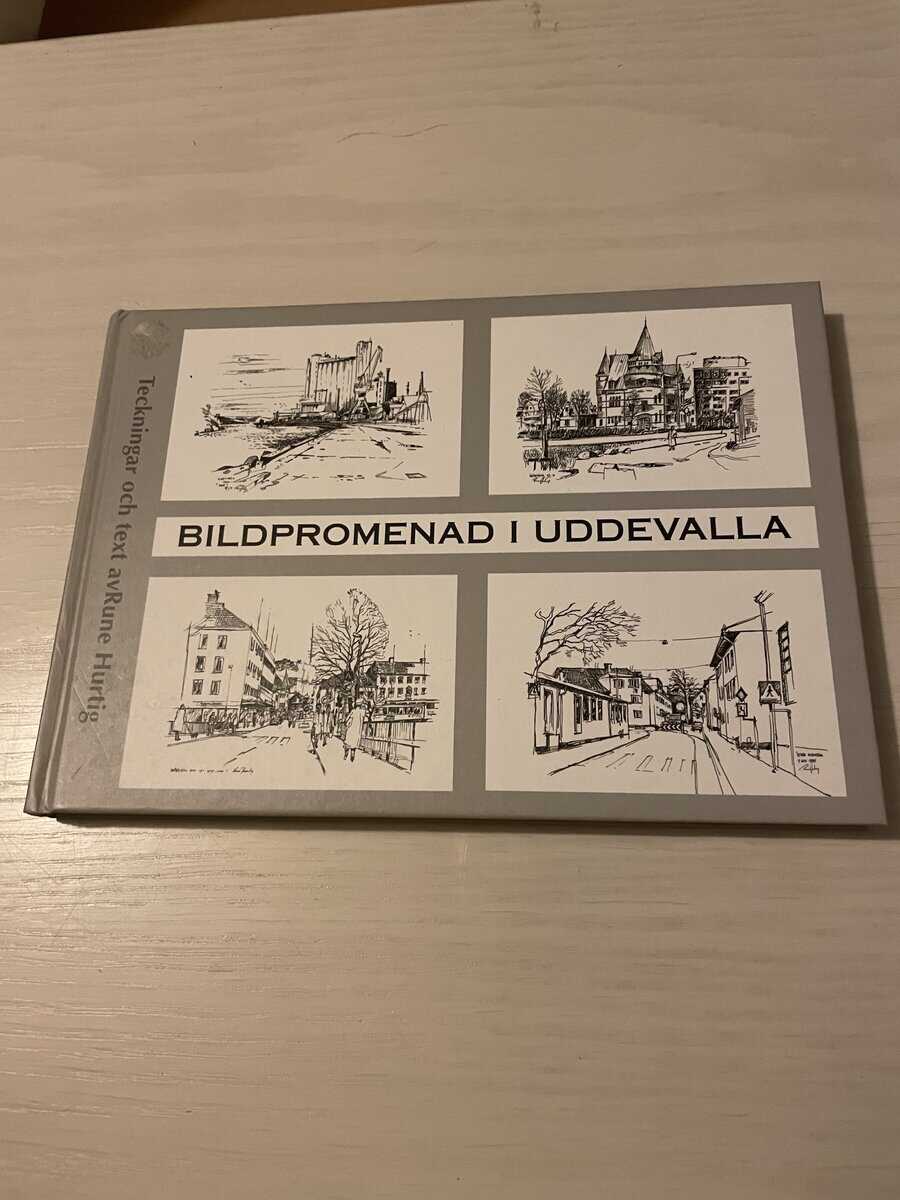 Teckningar och text avRune Hurtig
BILDPROMENAD I UDDEVALLA